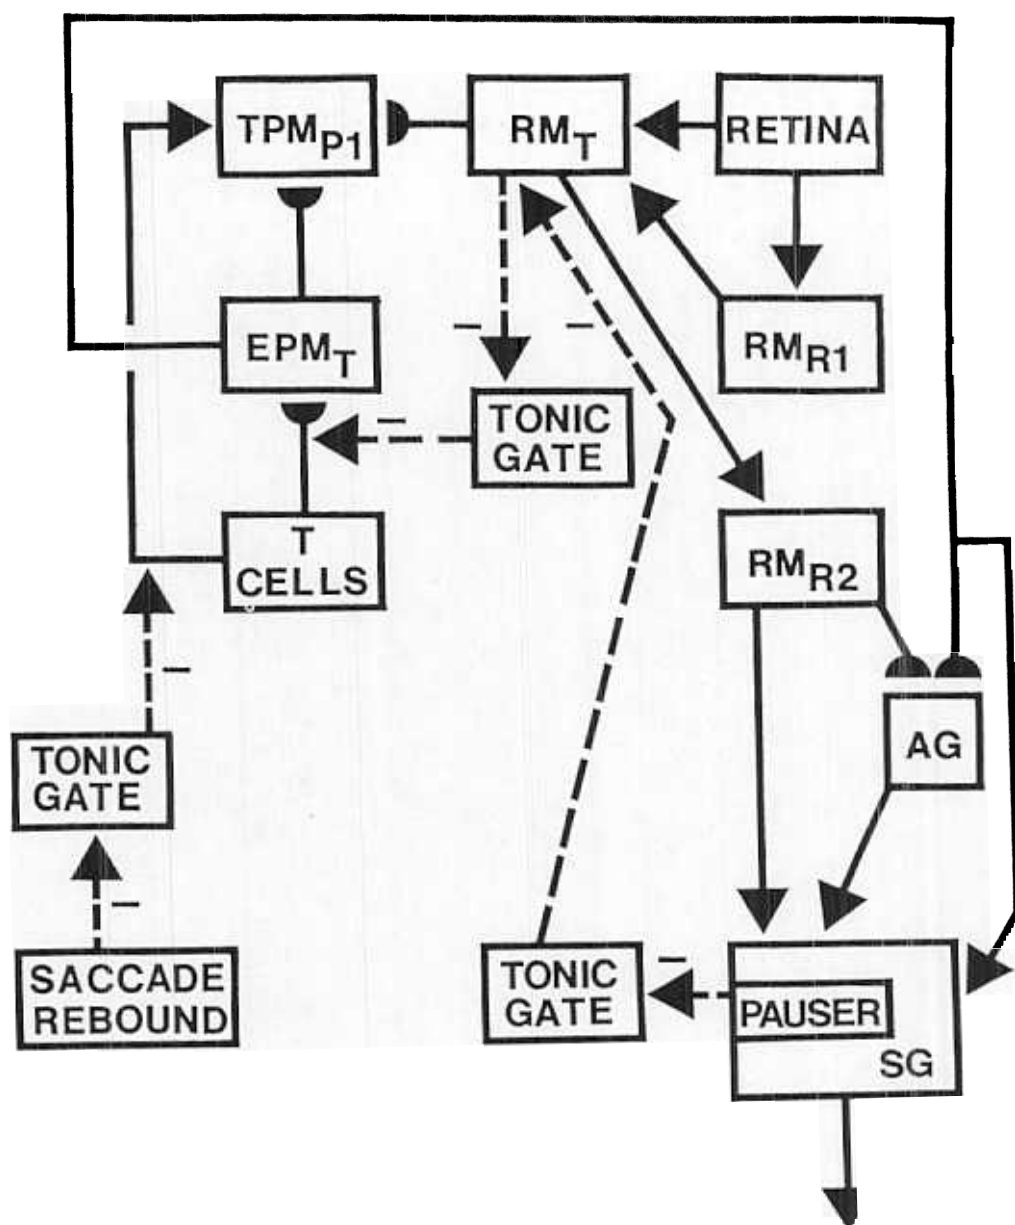 TPMP1
RMT
RETINA
EPMT
RMR1
TONIC
GATE
T
CELLS
RMR2
TONIC
GATE
AG
SACCADE
REBOUND
TONIC
GATE
PAUSER
SG